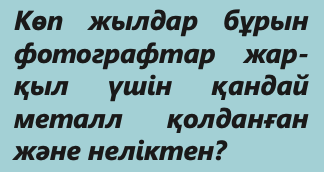 Көп жылдар бұрын
фотографтар жар-
қыл үшін қандай
металл қолданған
және неліктен?